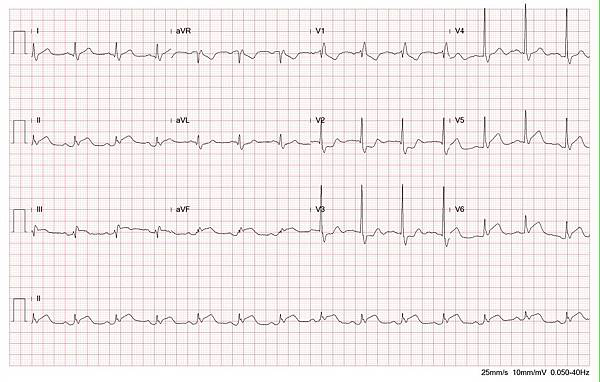 I aVR V1 V4
II aVL V2 V5
III aVF V3 V6
II
25mm/s 10mm/mV 0.050-40Hz